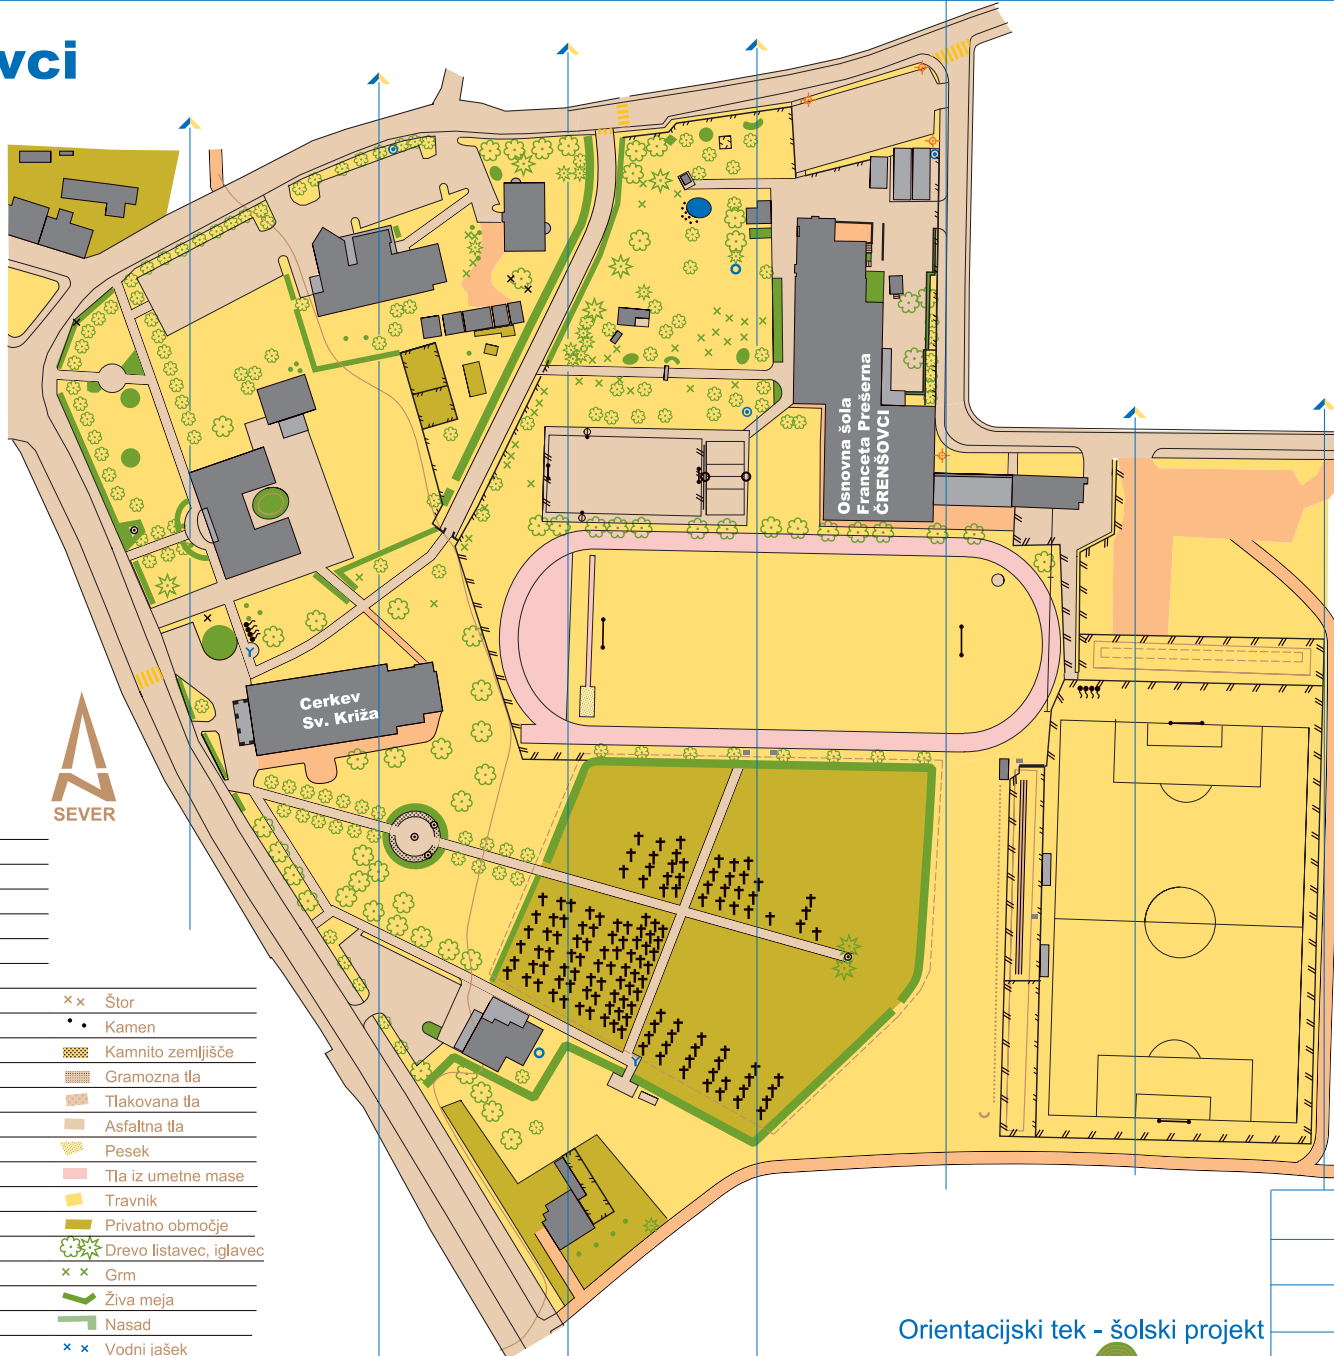 vci
Osnovna šola
Franceta Prešerna
ČRENŠOVCI
Cerkev
Sv. Križa
SEVER
Štor
Kamen
Kamnito zemljišče
Gramozna tla
Tlakovana tla
Asfaltna tla
Pesek
Tla iz umetne mase
Travnik
Privatno območje
Drevo listavec, iglavec
Grm
Živa meja
Nasad
Vodni jašek
Orientacijski tek - šolski projekt